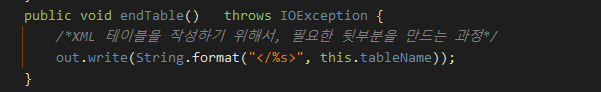 public void endTable()   throws IOException {
    /*XML 테이블을 작성하기 위해서, 필요한 뒷부분을 만드는 과정*/
    out.write(String.format("</%s>", this.tableName));
}